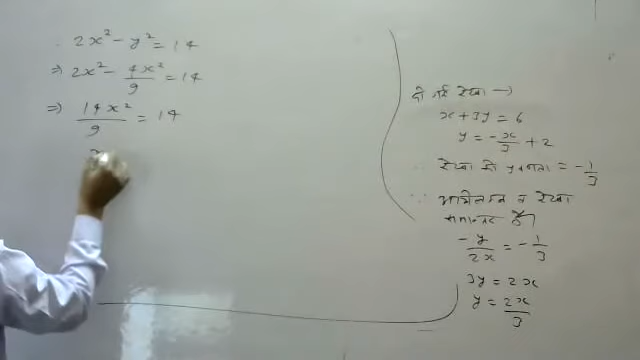 ∴ 2x² - y² = 14
⇒ 2x² - 4x²/9 = 14
⇒ 14x²/9 = 14
दी गई रेखा →
x + 3y = 6
y = -x/3 + 2
∴ रेखा की प्रवणता = -1/3
∵ अभिलम्ब व रेखा
समान्तर हैं।
-y/2x = -1/3
3y = 2x
y = 2x/3